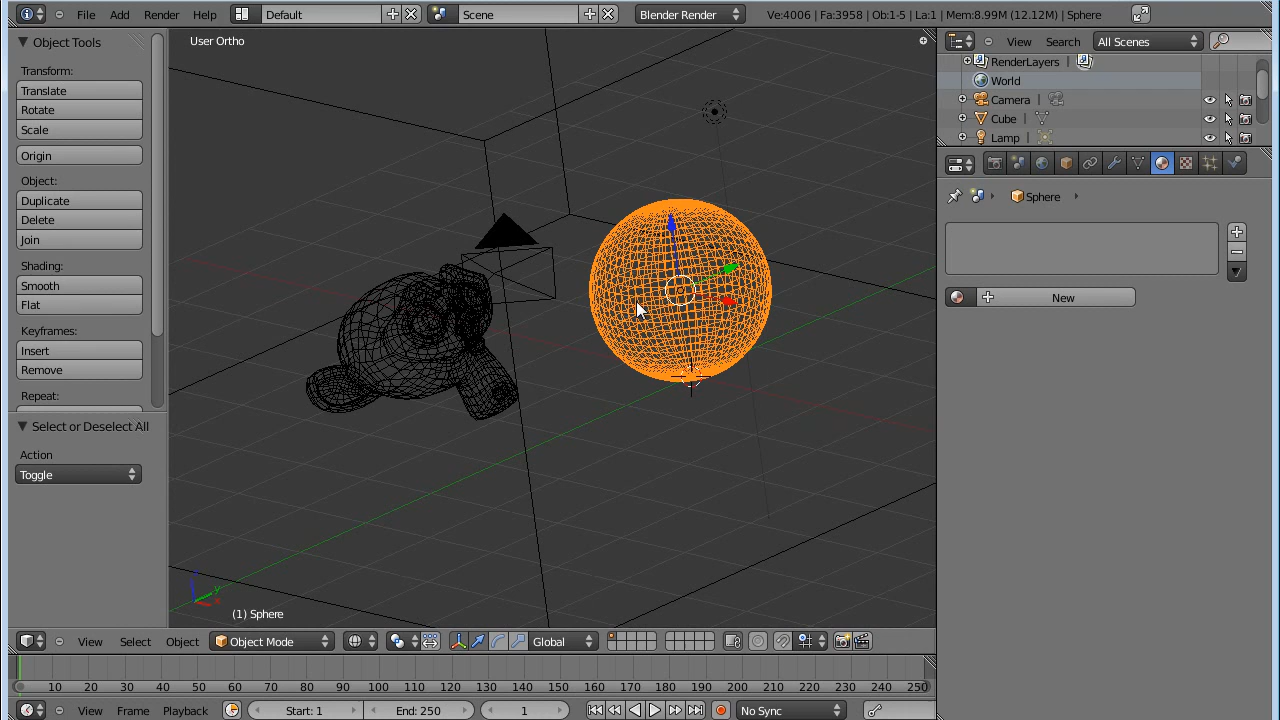 File Add Render Help Default Scene Blender Render Ve:4006 | Fa:3958 | Ob:1-5 | La:1 | Mem:8.99M (12.12M) | Sphere
Object Tools
Transform:
Translate
Rotate
Scale
Origin
Object:
Duplicate
Delete
Join
Shading:
Smooth
Flat
Keyframes:
Insert
Remove
Repeat:
Select or Deselect All
Action
Toggle
User Ortho
y
x
(1) Sphere
View Search All Scenes
RenderLayers |
World
Camera |
Cube |
Lamp |
Sphere
New
View Select Object Object Mode Global
10 20 30 40 50 60 70 80 90 100 110 120 130 140 150 160 170 180 190 200 210 220 230 240 250
View Frame Playback Start: 1 End: 250 1 No Sync